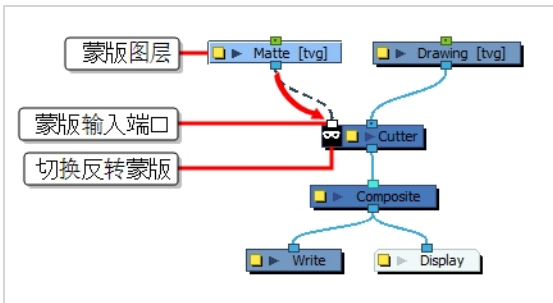 蒙版图层
Matte [tvg]
Drawing [tvg]
蒙版输入端口
Cutter
切换反转蒙版
Composite
Write
Display